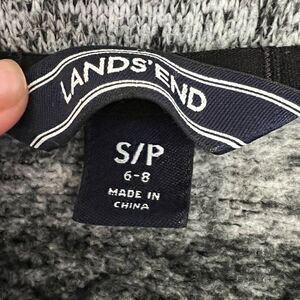 LANDS' END
S/P
6-8
MADE IN
CHINA